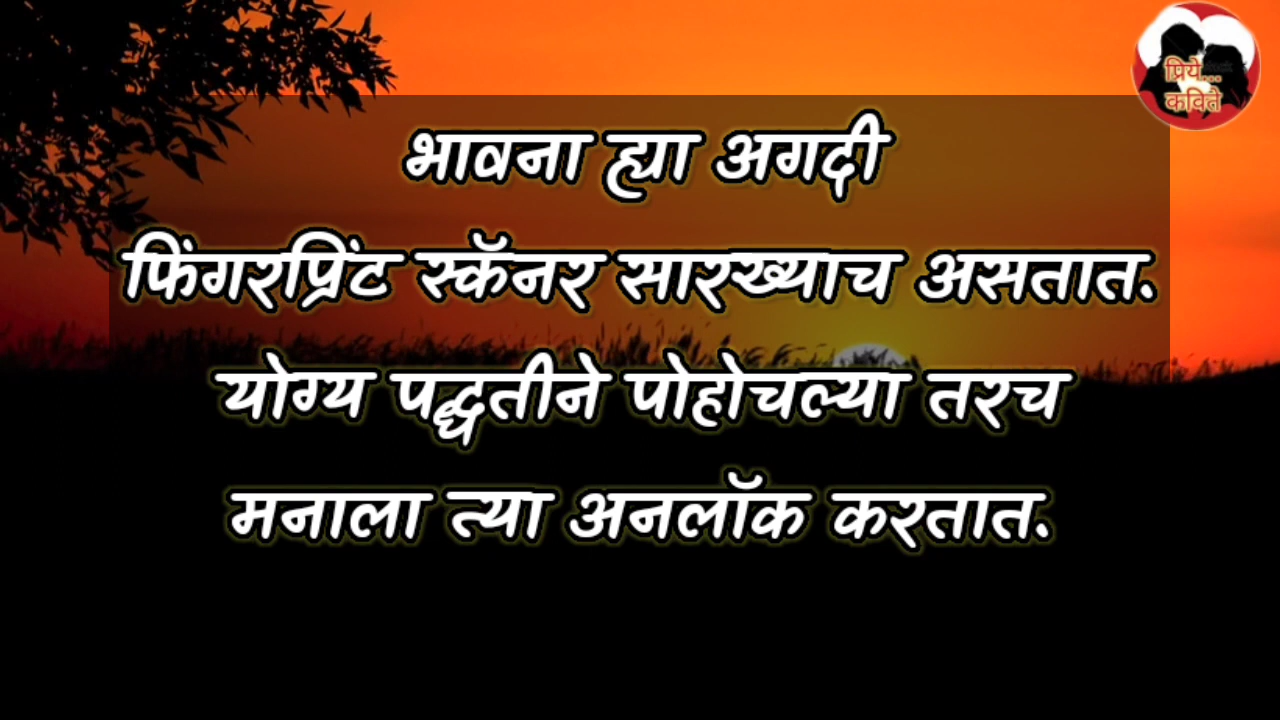 प्रिये...
कविते
भावना ह्या अगदी
फिंगरप्रिंट स्कॅनर सारख्याच असतात.
योग्य पद्धतीने पोहोचल्या तरच
मनाला त्या अनलॉक करतात.